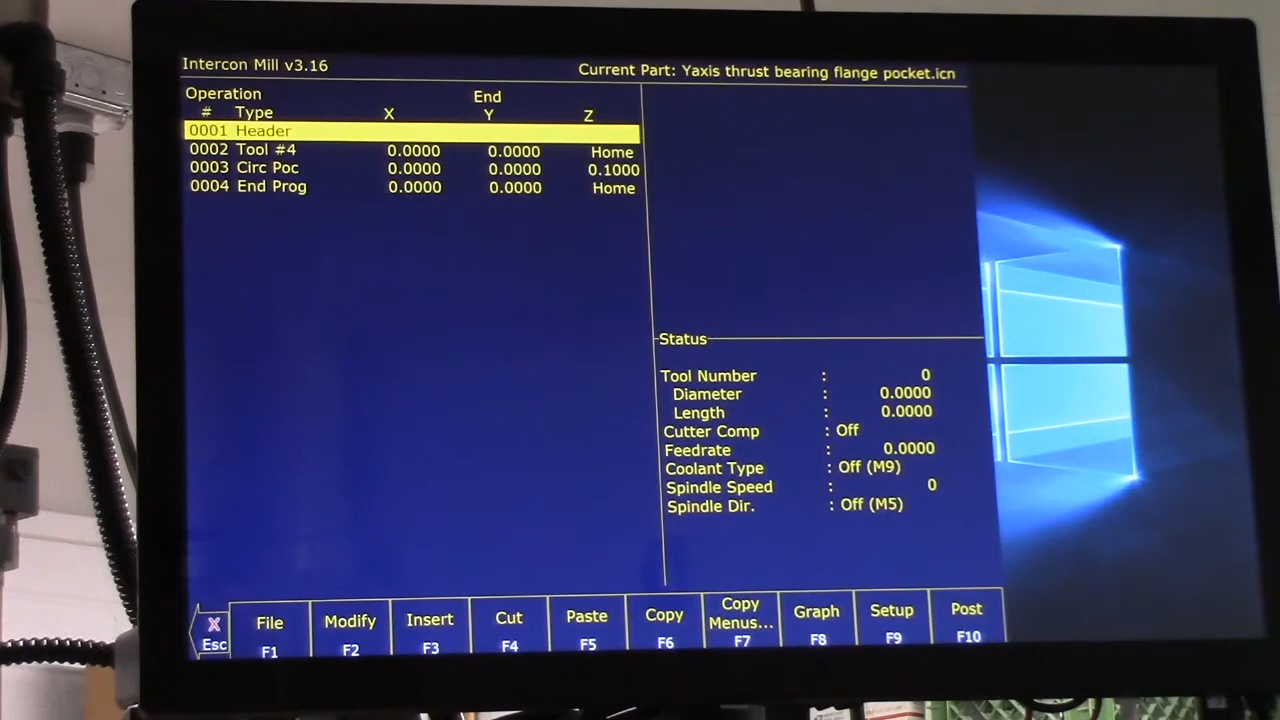 Intercon Mill v3.16
Current Part: Yaxis thrust bearing flange pocket.icn
Operation End
# Type X Y Z
0001 Header
0002 Tool #4 0.0000 0.0000 Home
0003 Circ Poc 0.0000 0.0000 0.1000
0004 End Prog 0.0000 0.0000 Home
Status
Tool Number : 0
Diameter : 0.0000
Length : 0.0000
Cutter Comp : Off
Feedrate : 0.0000
Coolant Type : Off (M9)
Spindle Speed : 0
Spindle Dir. : Off (M5)
X Esc
File F1
Modify F2
Insert F3
Cut F4
Paste F5
Copy F6
Copy Menus... F7
Graph F8
Setup F9
Post F10